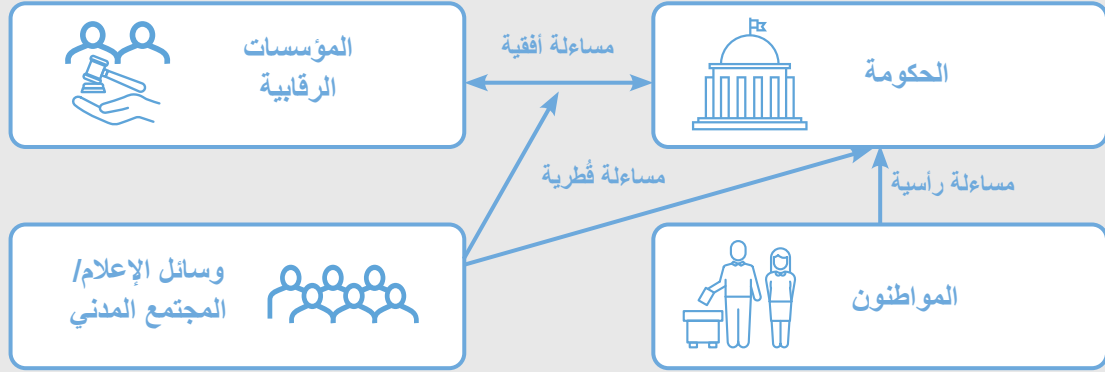 الحكومة
مساءلة أفقية
المؤسسات
الرقابية
مساءلة رأسية
مساءلة قُطرية
المواطنون
وسائل الإعلام/
المجتمع المدني